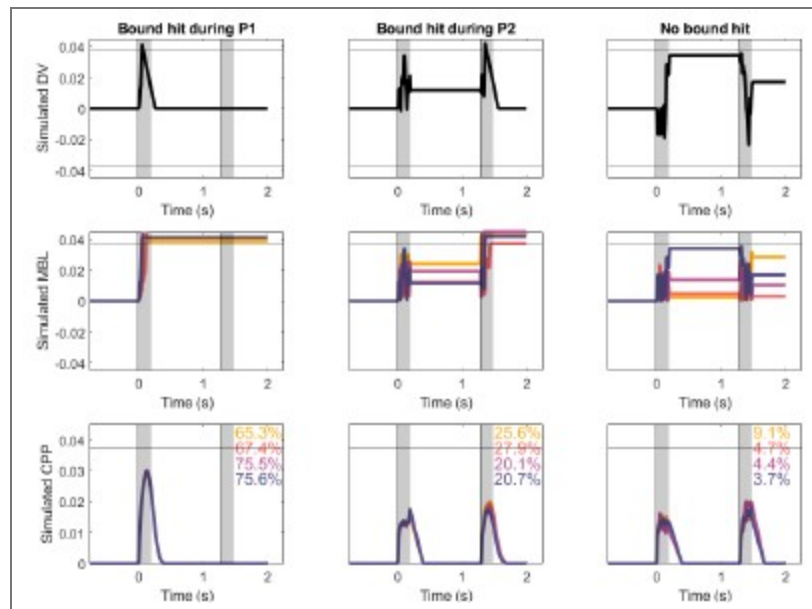 Bound hit during P1
Bound hit during P2
No bound hit
Simulated DV
0.04
0.02
0
-0.02
-0.04
0 1 2
Time (s)
0 1 2
Time (s)
0 1 2
Time (s)
Simulated MBL
0.04
0.02
0
-0.02
-0.04
0 1 2
Time (s)
0 1 2
Time (s)
0 1 2
Time (s)
Simulated CPP
0.04
0.03
0.02
0.01
0
65.3%
67.4%
75.5%
75.6%
25.6%
27.9%
20.1%
20.7%
9.1%
4.7%
4.4%
3.7%
0 1 2
Time (s)
0 1 2
Time (s)
0 1 2
Time (s)